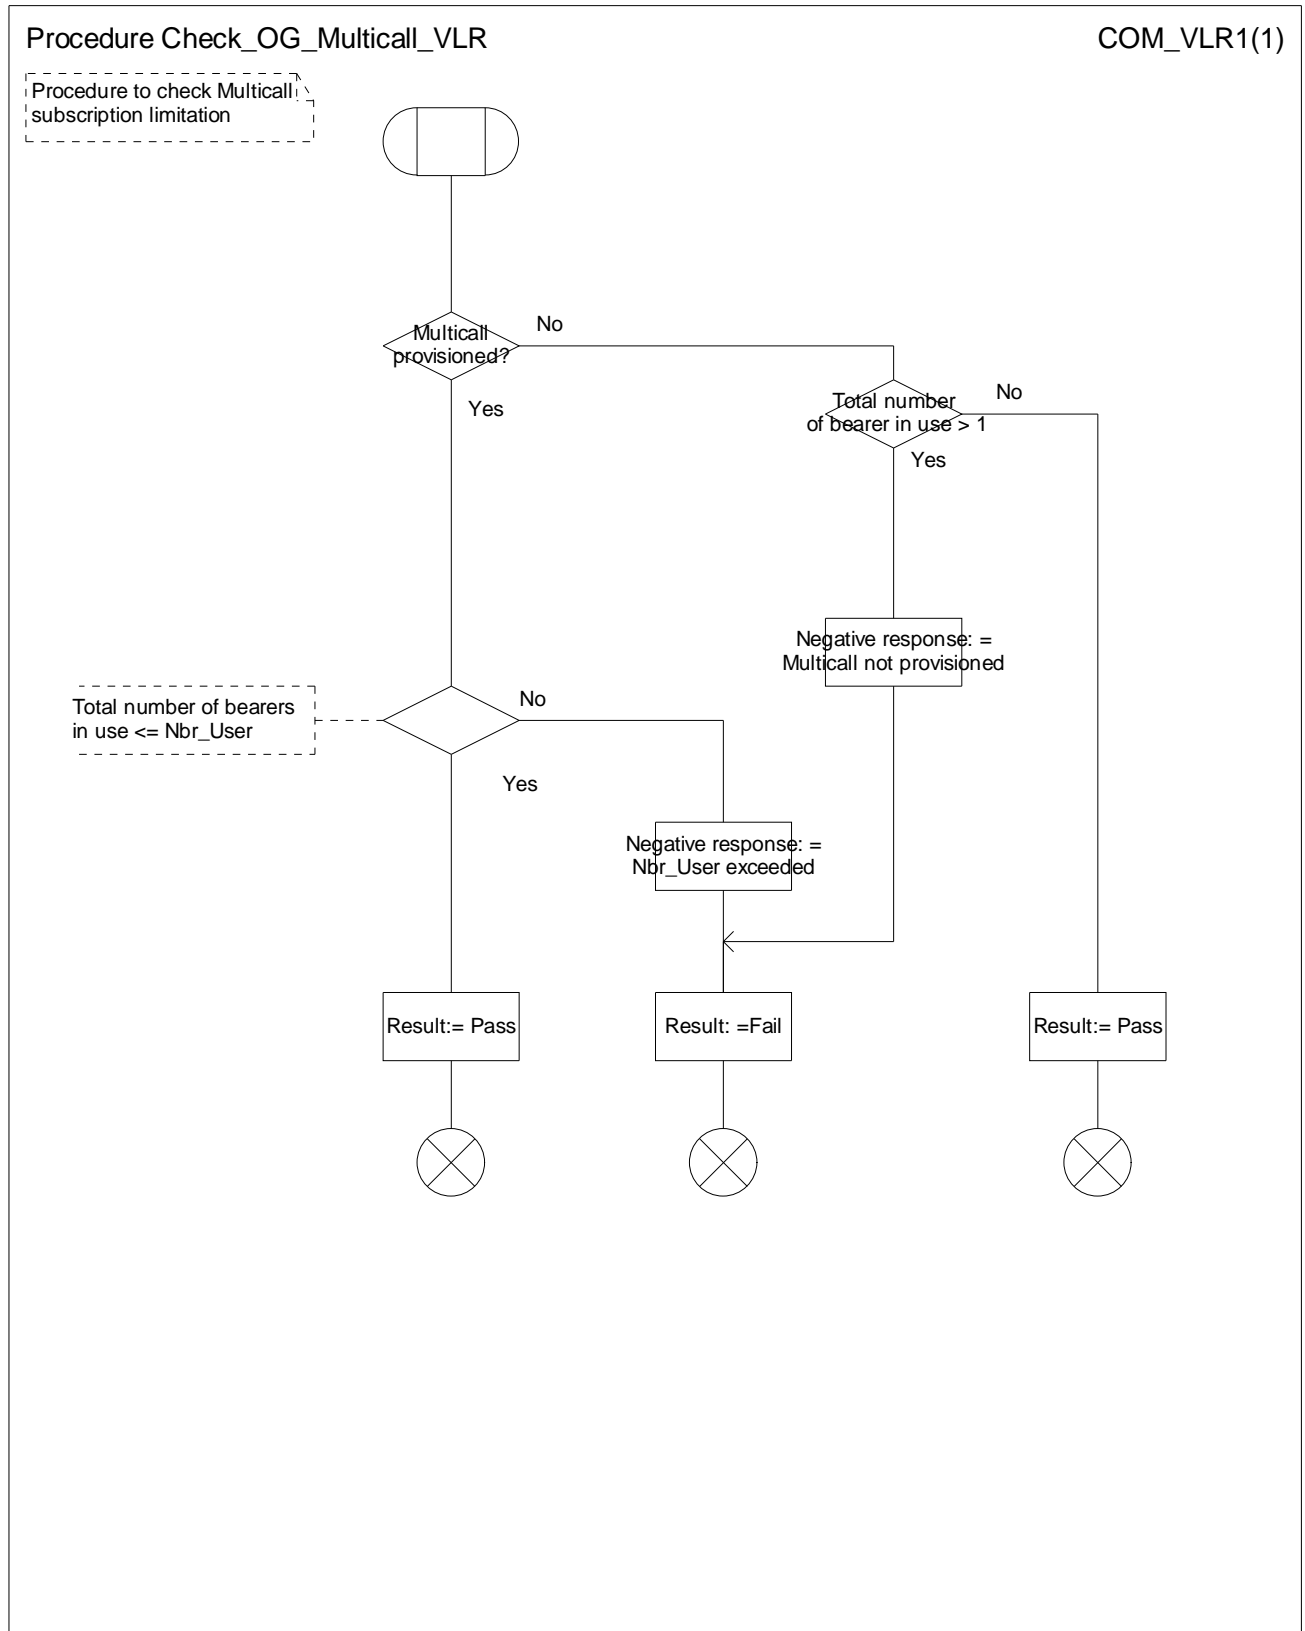 Procedure Check_OG_Multicall_VLR
COM_VLR1(1)
Procedure to check Multicall
subscription limitation
Multicall
provisioned?
No
Yes
Total number
of bearer in use > 1
No
Yes
Negative response: =
Multicall not provisioned
Total number of bearers
in use <= Nbr_User
No
Yes
Negative response: =
Nbr_User exceeded
Result:= Pass
Result: =Fail
Result:= Pass